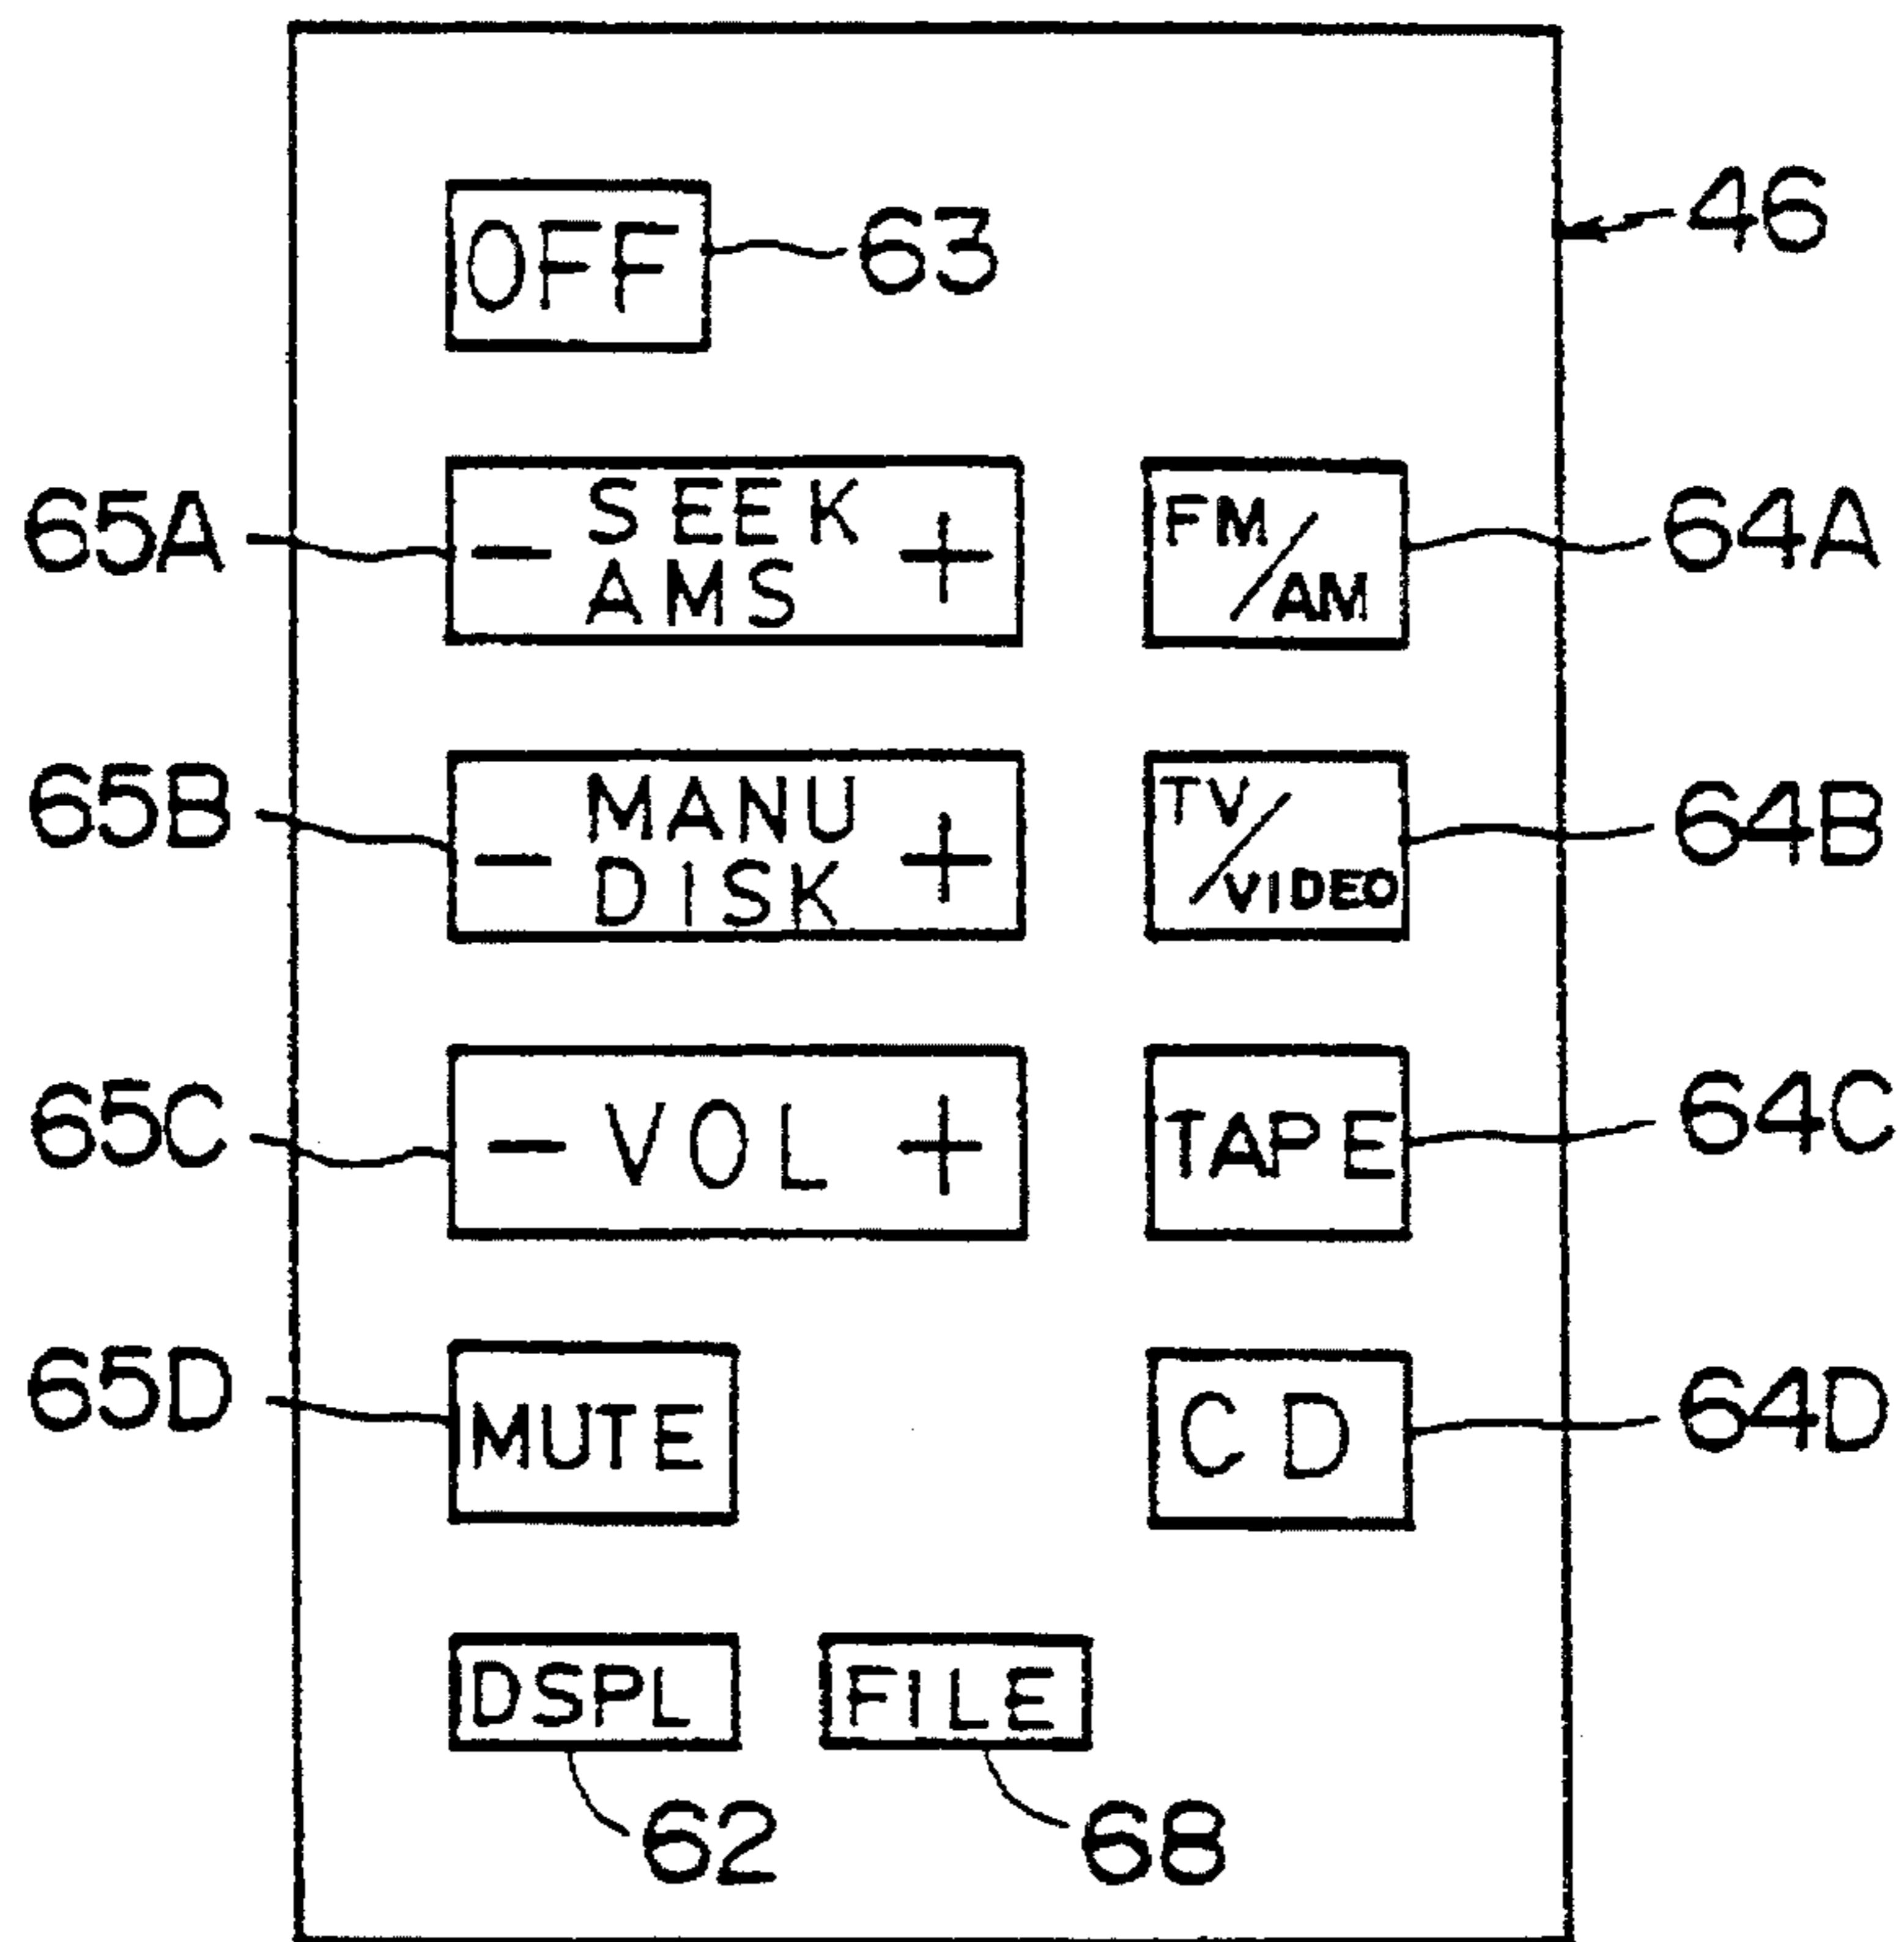 OFF 63 46
65A - SEEK AMS + FM/AM 64A
65B - MANU DISK + TV/VIDEO 64B
65C - VOL + TAPE 64C
65D MUTE CD 64D
DSPL FILE
62 68